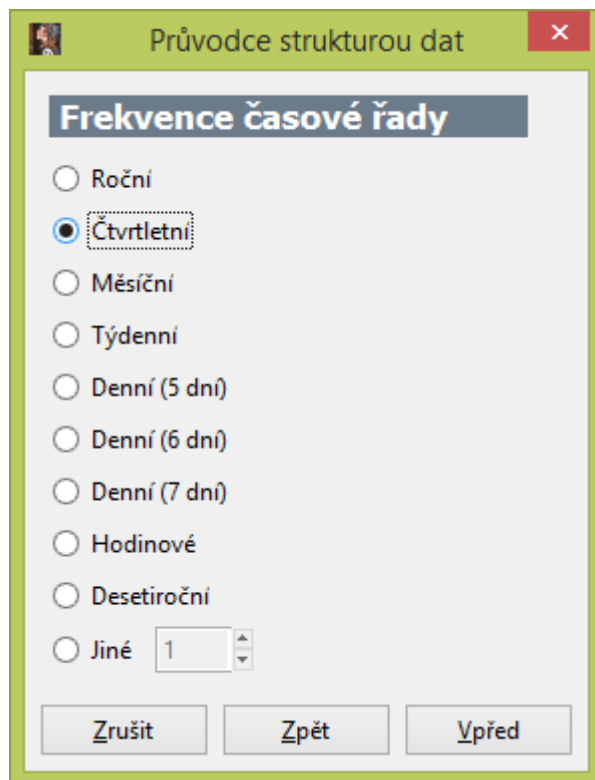 Průvodce strukturou dat
Frekvence časové řady
Roční
Čtvrtletní
Měsíční
Týdenní
Denní (5 dní)
Denní (6 dní)
Denní (7 dní)
Hodinové
Desetiroční
Jiné 1
Zrušit Zpět Vpřed